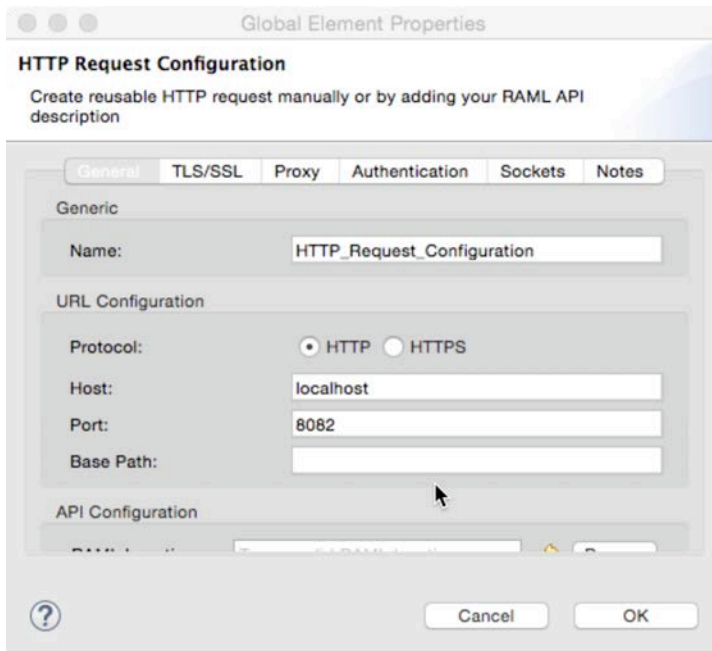 Global Element Properties
HTTP Request Configuration
Create reusable HTTP request manually or by adding your RAML API
description
General TLS/SSL Proxy Authentication Sockets Notes
Generic
Name: HTTP_Request_Configuration
URL Configuration
Protocol: HTTP HTTPS
Host: localhost
Port: 8082
Base Path:
API Configuration
Cancel OK